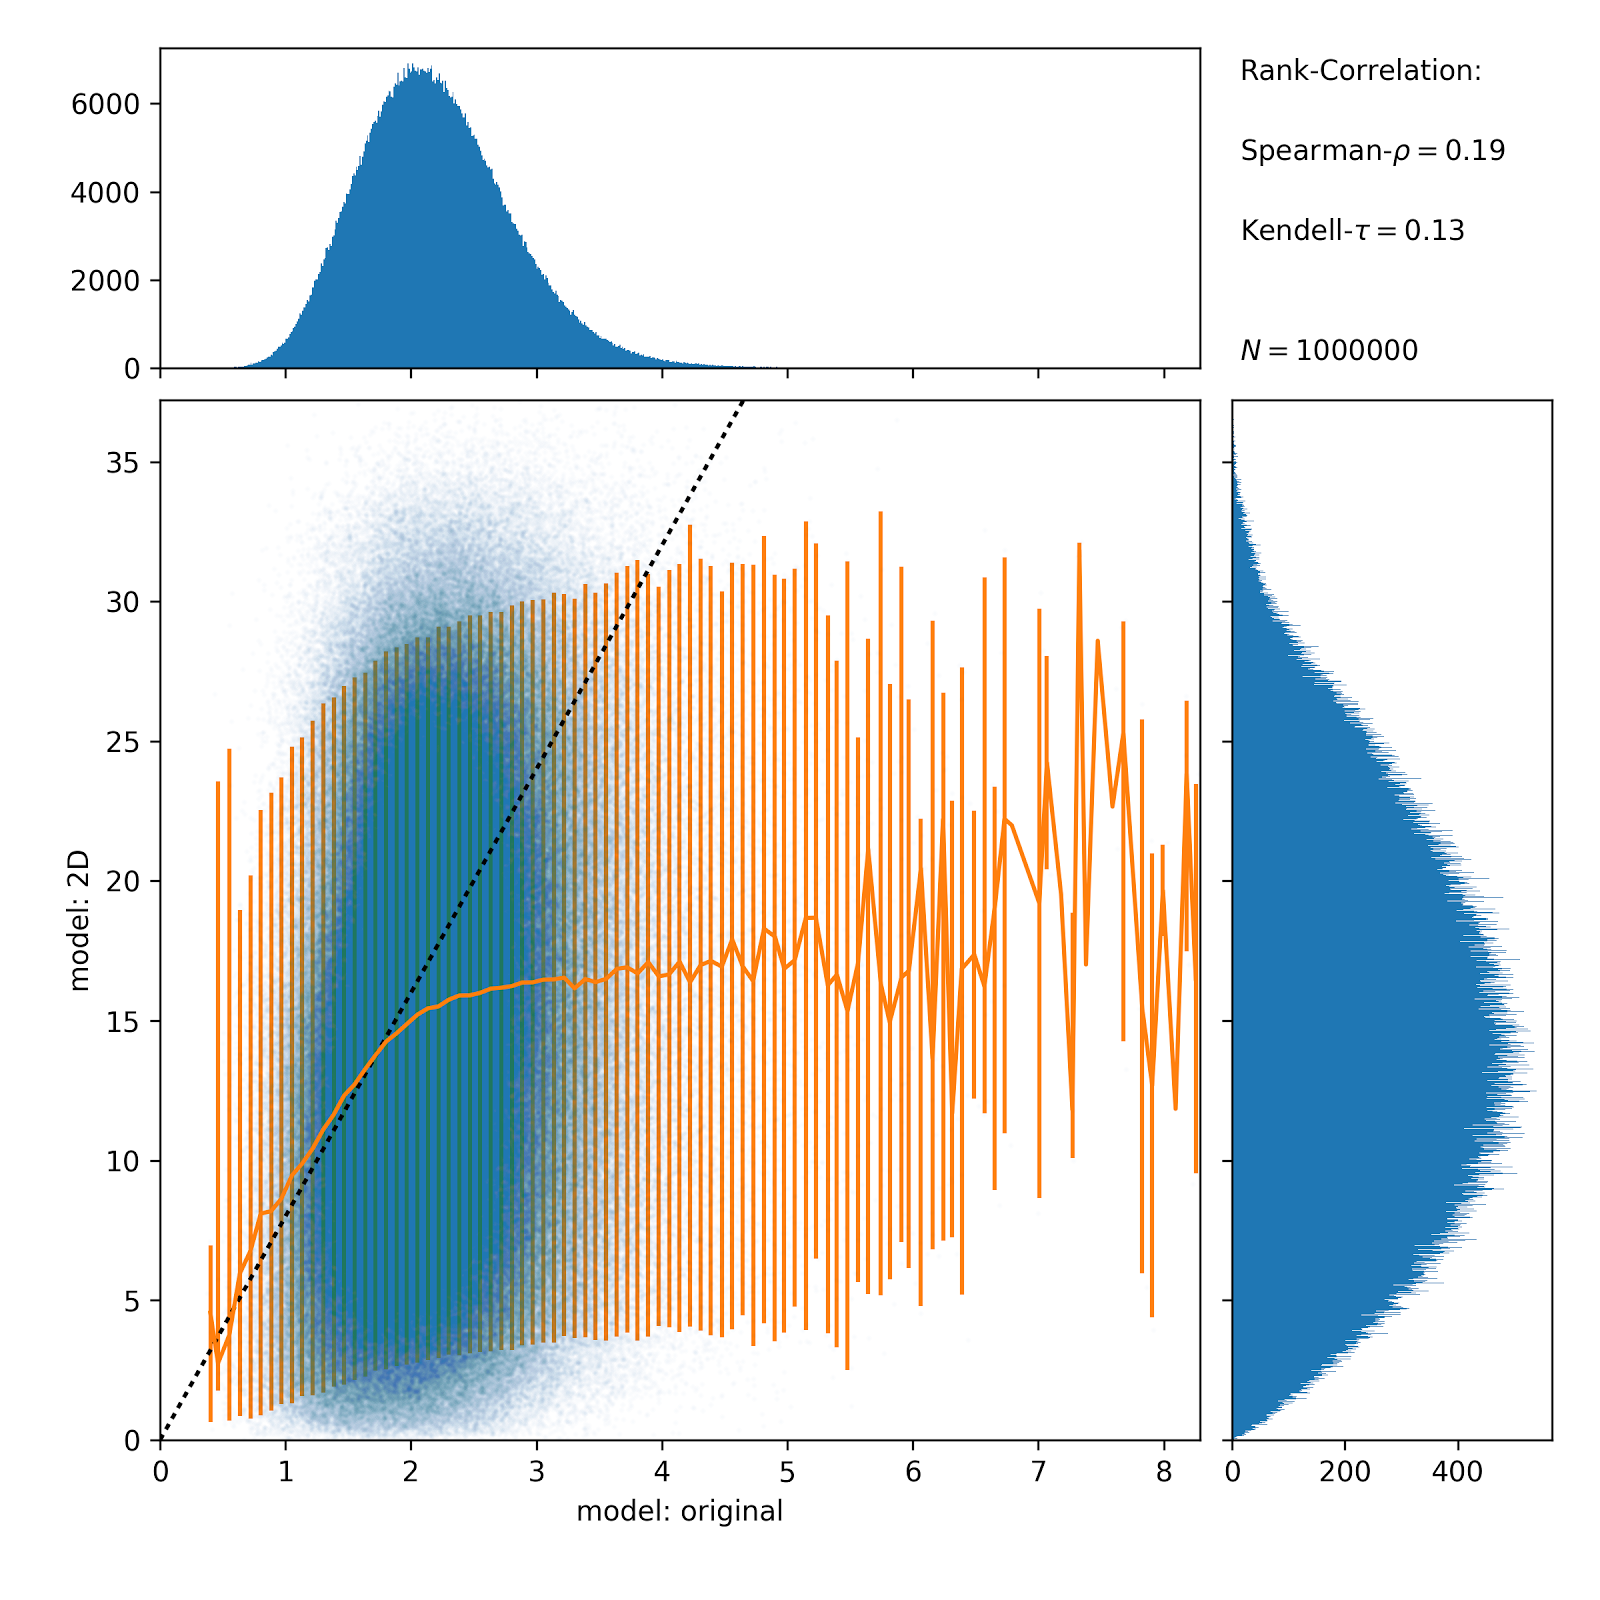 6000
4000
2000
0
Rank-Correlation:
Spearman-ρ = 0.19
Kendell-τ = 0.13
N = 1000000
35
30
25
20
15
10
5
0
model: 2D
0 1 2 3 4 5 6 7 8
model: original
0 200 400